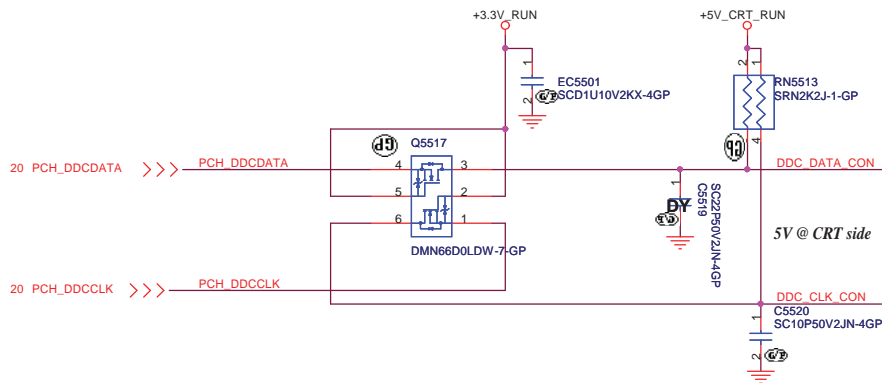 +3.3V_RUN
+5V_CRT_RUN
1
EC5501
SCD1U10V2KX-4GP
2
G/P
2
1
RN5513
SRN2K2J-1-GP
4
GP
GP
Q5517
20 PCH_DDCDATA
PCH_DDCDATA
4
3
DDC_DATA_CON
5
2
6
1
DMN66D0LDW-7-GP
1
DY
C5519
SC22P50V2JN-4GP
5V @ CRT side
20 PCH_DDCCLK
PCH_DDCCLK
DDC_CLK_CON
C5520
SC10P50V2JN-4GP
1
2
G/P